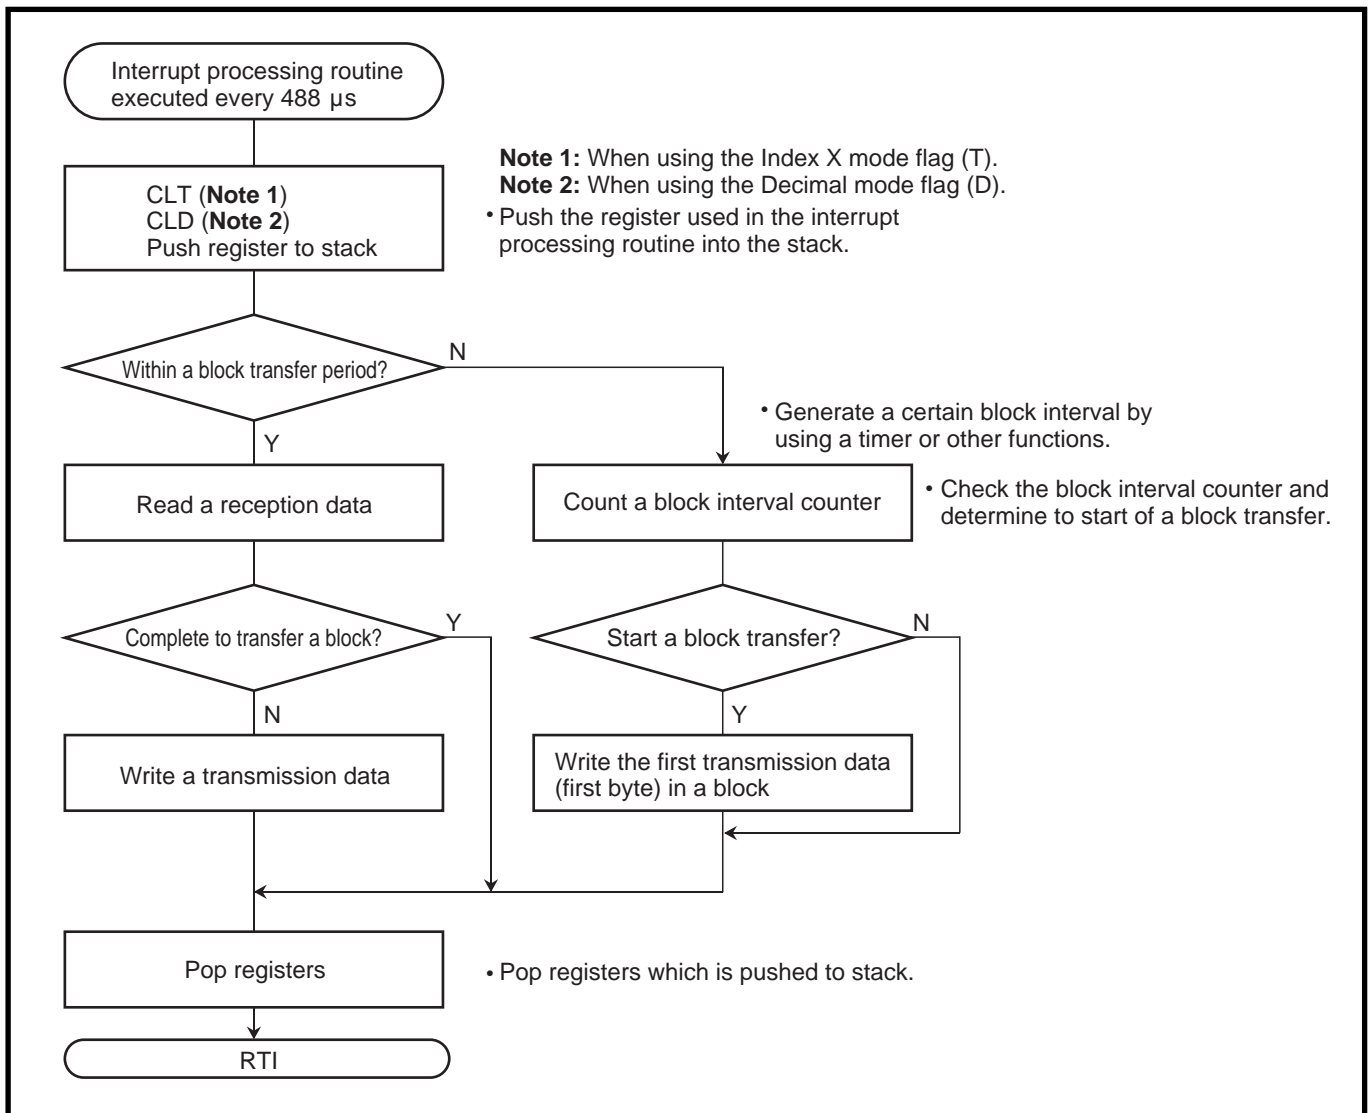 Interrupt processing routine
executed every 488 µs
CLT (Note 1)
CLD (Note 2)
Push register to stack
Note 1: When using the Index X mode flag (T).
Note 2: When using the Decimal mode flag (D).
• Push the register used in the interrupt
processing routine into the stack.
Within a block transfer period?
N
Y
• Generate a certain block interval by
using a timer or other functions.
Read a reception data
Count a block interval counter
• Check the block interval counter and
determine to start of a block transfer.
Complete to transfer a block?
Y
N
Start a block transfer?
N
Y
Write a transmission data
Write the first transmission data
(first byte) in a block
Pop registers
• Pop registers which is pushed to stack.
RTI